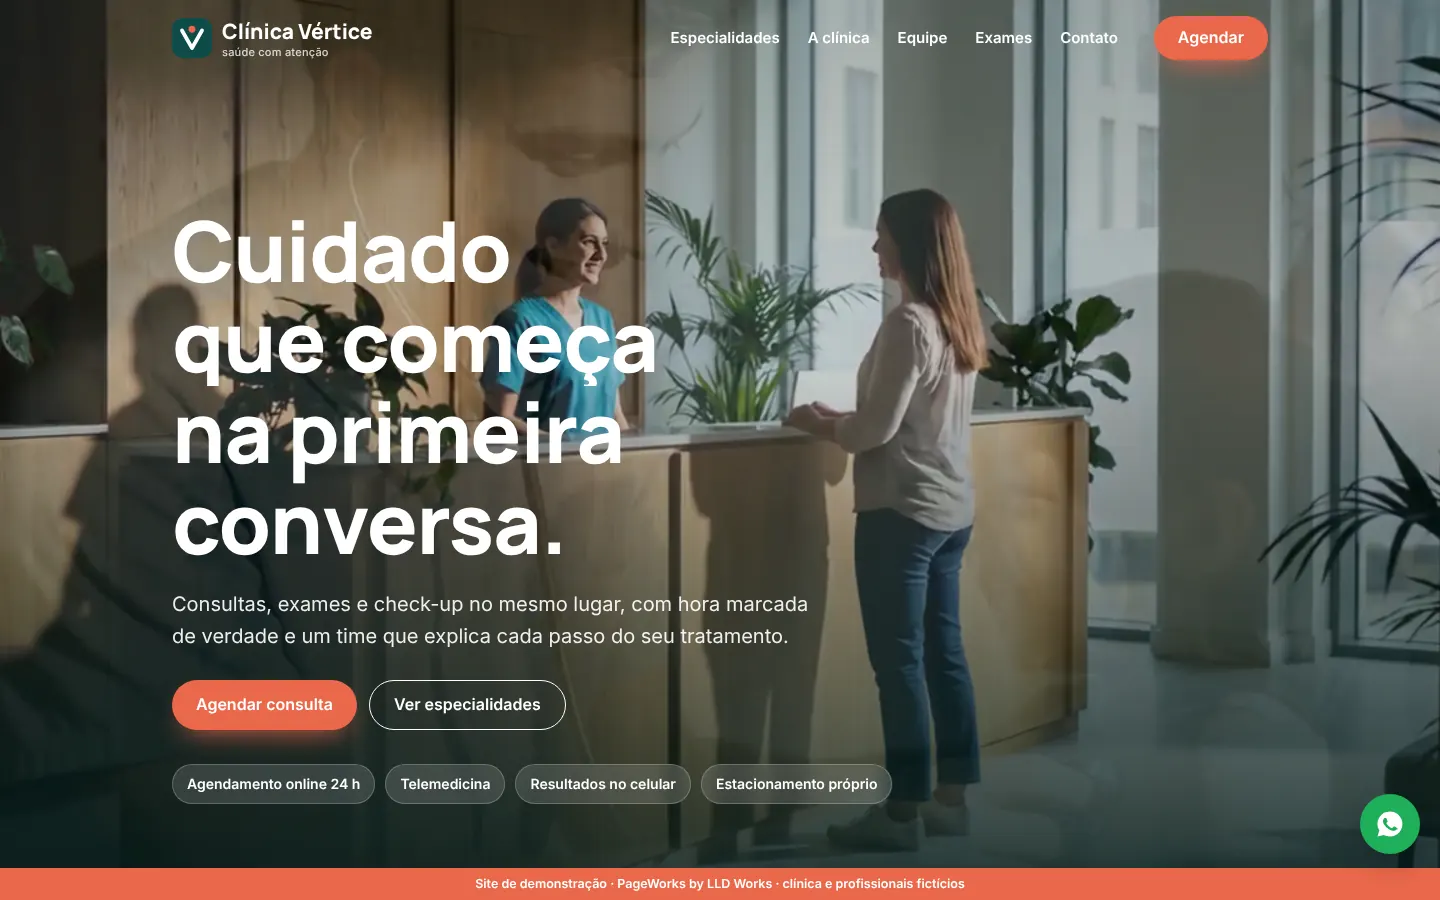 Clínica Vértice
saúde com atenção
Especialidades
A clínica
Equipe
Exames
Contato
Agendar
Cuidado
que começa
na primeira
conversa.
Consultas, exames e check-up no mesmo lugar, com hora marcada
de verdade e um time que explica cada passo do seu tratamento.
Agendar consulta
Ver especialidades
Agendamento online 24 h
Telemedicina
Resultados no celular
Estacionamento próprio
Site de demonstração · PageWorks by LLD Works · clínica e profissionais fictícios